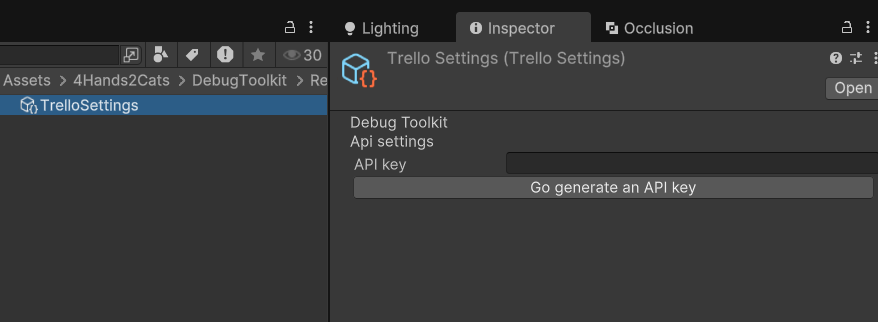 Lighting
Inspector
Occlusion
30
Assets > 4Hands2Cats > DebugToolkit > Re
TrelloSettings
Trello Settings (Trello Settings)
Open
Debug Toolkit
Api settings
API key
Go generate an API key